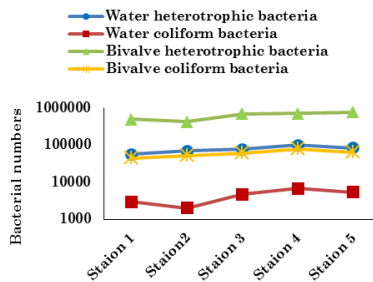 Water heterotrophic bacteria
Water coliform bacteria
Bivalve heterotrophic bacteria
Bivalve coliform bacteria
Bacterial numbers
1000000
100000
10000
1000
Staion 1
Staion2
Staion 3
Staion 4
Staion 5